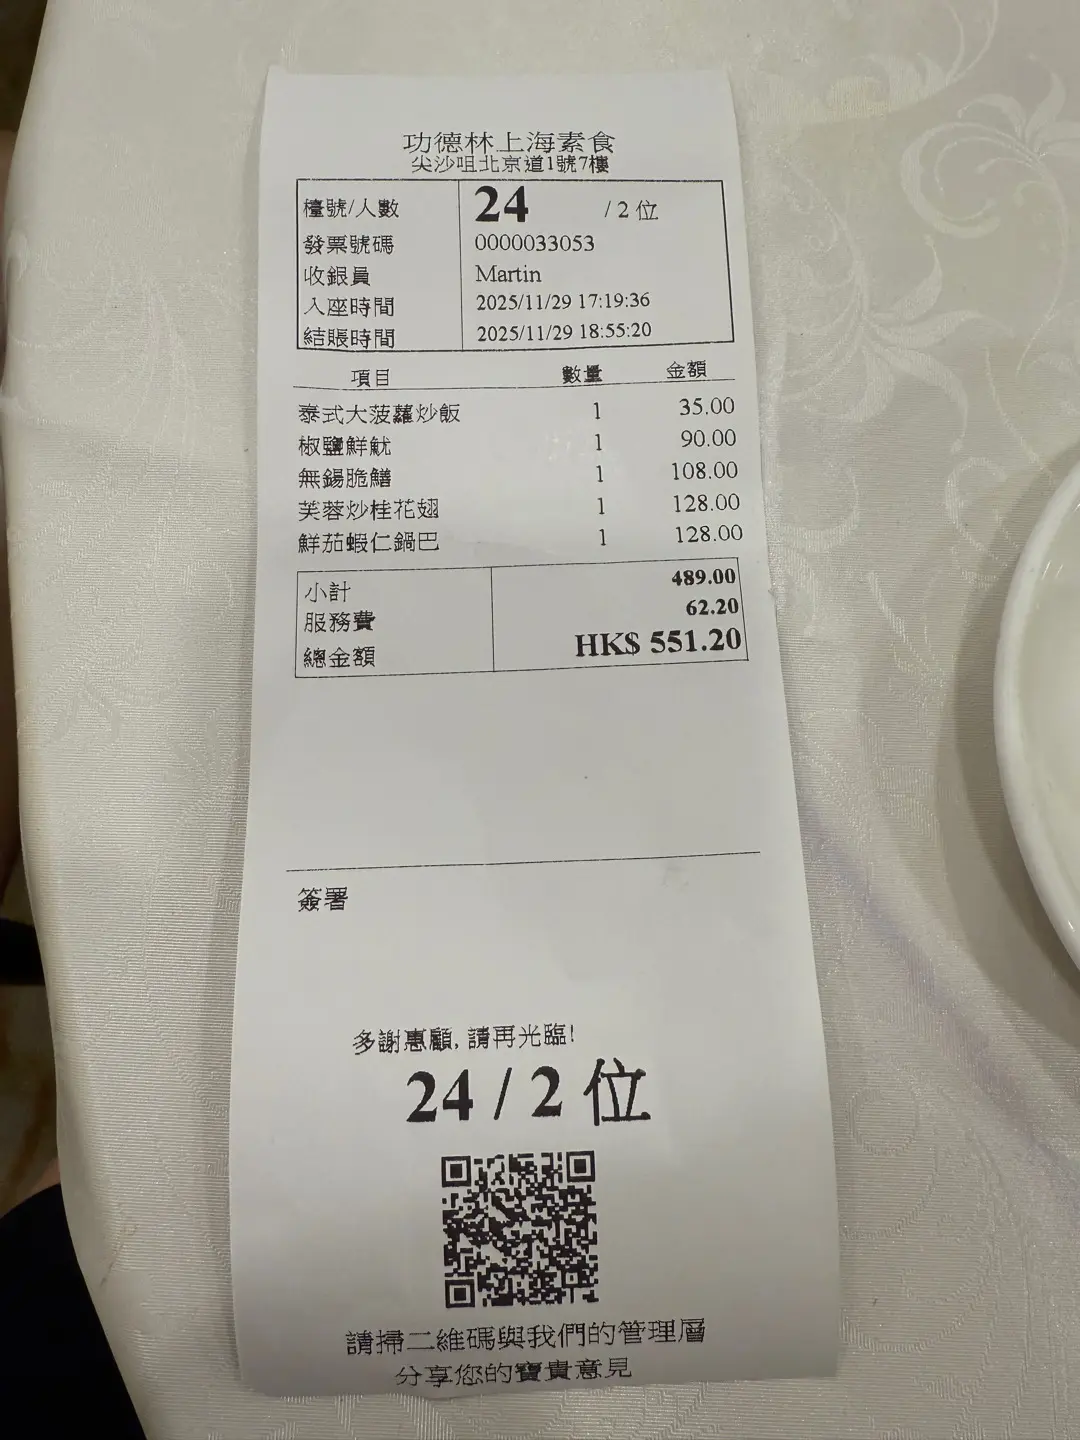 功德林上海素食
尖沙咀北京道1號7樓
檯號/人數 24 / 2 位
發票號碼 0000033053
收銀員 Martin
入座時間 2025/11/29 17:19:36
結賬時間 2025/11/29 18:55:20
項目 數量 金額
泰式大菠蘿炒飯 1 35.00
椒鹽鮮魷 1 90.00
無錫脆鱔 1 108.00
芙蓉炒桂花翅 1 128.00
鮮茄蝦仁鍋巴 1 128.00
小計 489.00
服務費 62.20
總金額 HK$ 551.20
簽署
多謝惠顧, 請再光臨!
24 / 2 位
請掃二維碼與我們的管理層
分享您的寶貴意見